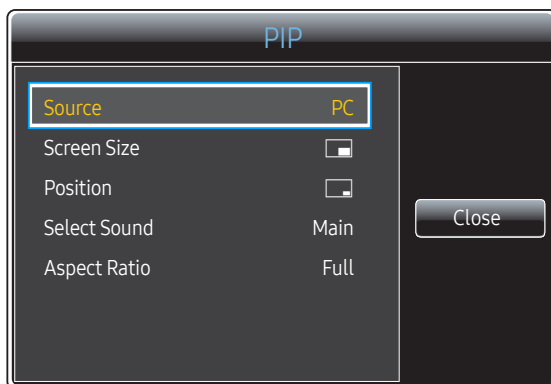 PIP
Source PC
Screen Size
Position
Select Sound Main
Aspect Ratio Full
Close